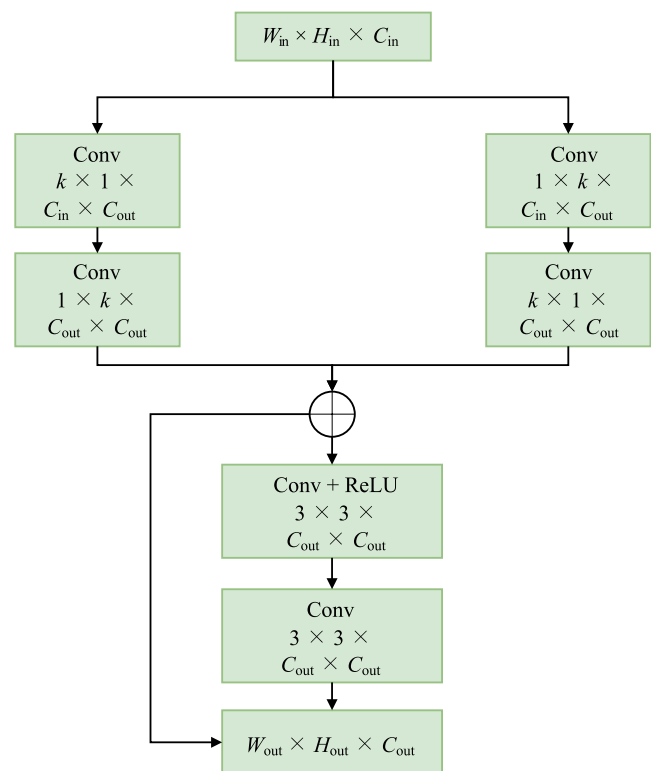 W_in × H_in × C_in
Conv
k × 1 ×
C_in × C_out
Conv
1 × k ×
C_in × C_out
Conv
1 × k ×
C_out × C_out
Conv
k × 1 ×
C_out × C_out
Conv + ReLU
3 × 3 ×
C_out × C_out
Conv
3 × 3 ×
C_out × C_out
W_out × H_out × C_out